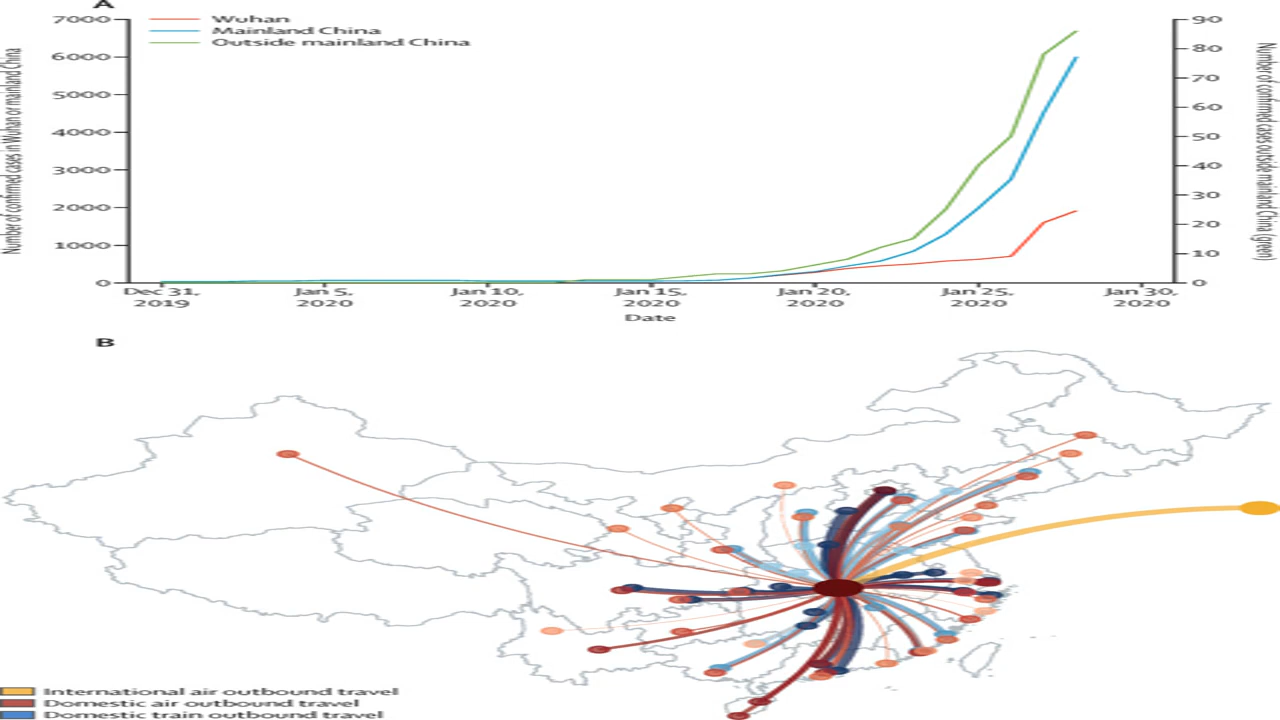 A
Wuhan
Mainland China
Outside mainland China
Number of confirmed cases in Wuhan or mainland China
7000
6000
5000
4000
3000
2000
1000
0
Number of confirmed cases outside mainland China (green)
90
80
70
60
50
40
30
20
10
0
Dec 31, 2019
Jan 5, 2020
Jan 10, 2020
Jan 15, 2020
Jan 20, 2020
Jan 25, 2020
Jan 30, 2020
Date
B
International air outbound travel
Domestic air outbound travel
Domestic train outbound travel